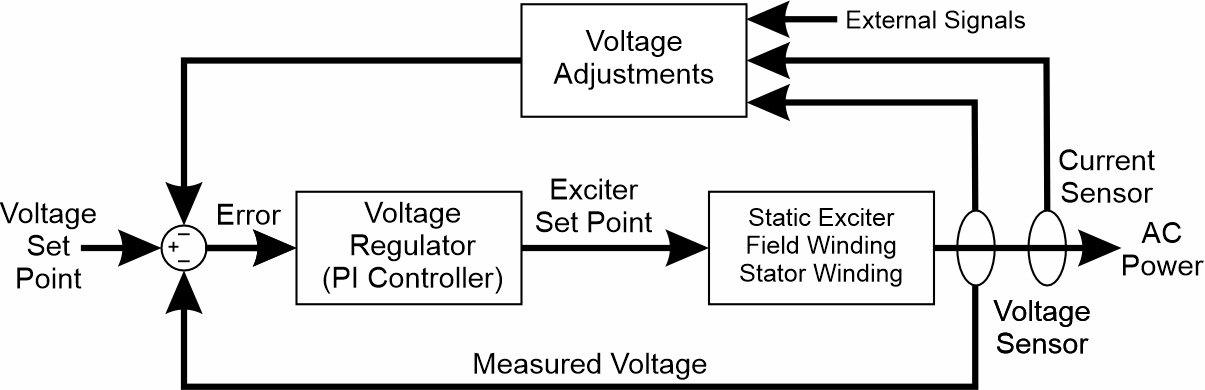 External Signals
Voltage
Adjustments
Current
Sensor
Voltage
Set
Point
−
+
−
Error
Voltage
Regulator
(PI Controller)
Exciter
Set Point
Static Exciter
Field Winding
Stator Winding
AC
Power
Voltage
Sensor
Measured Voltage